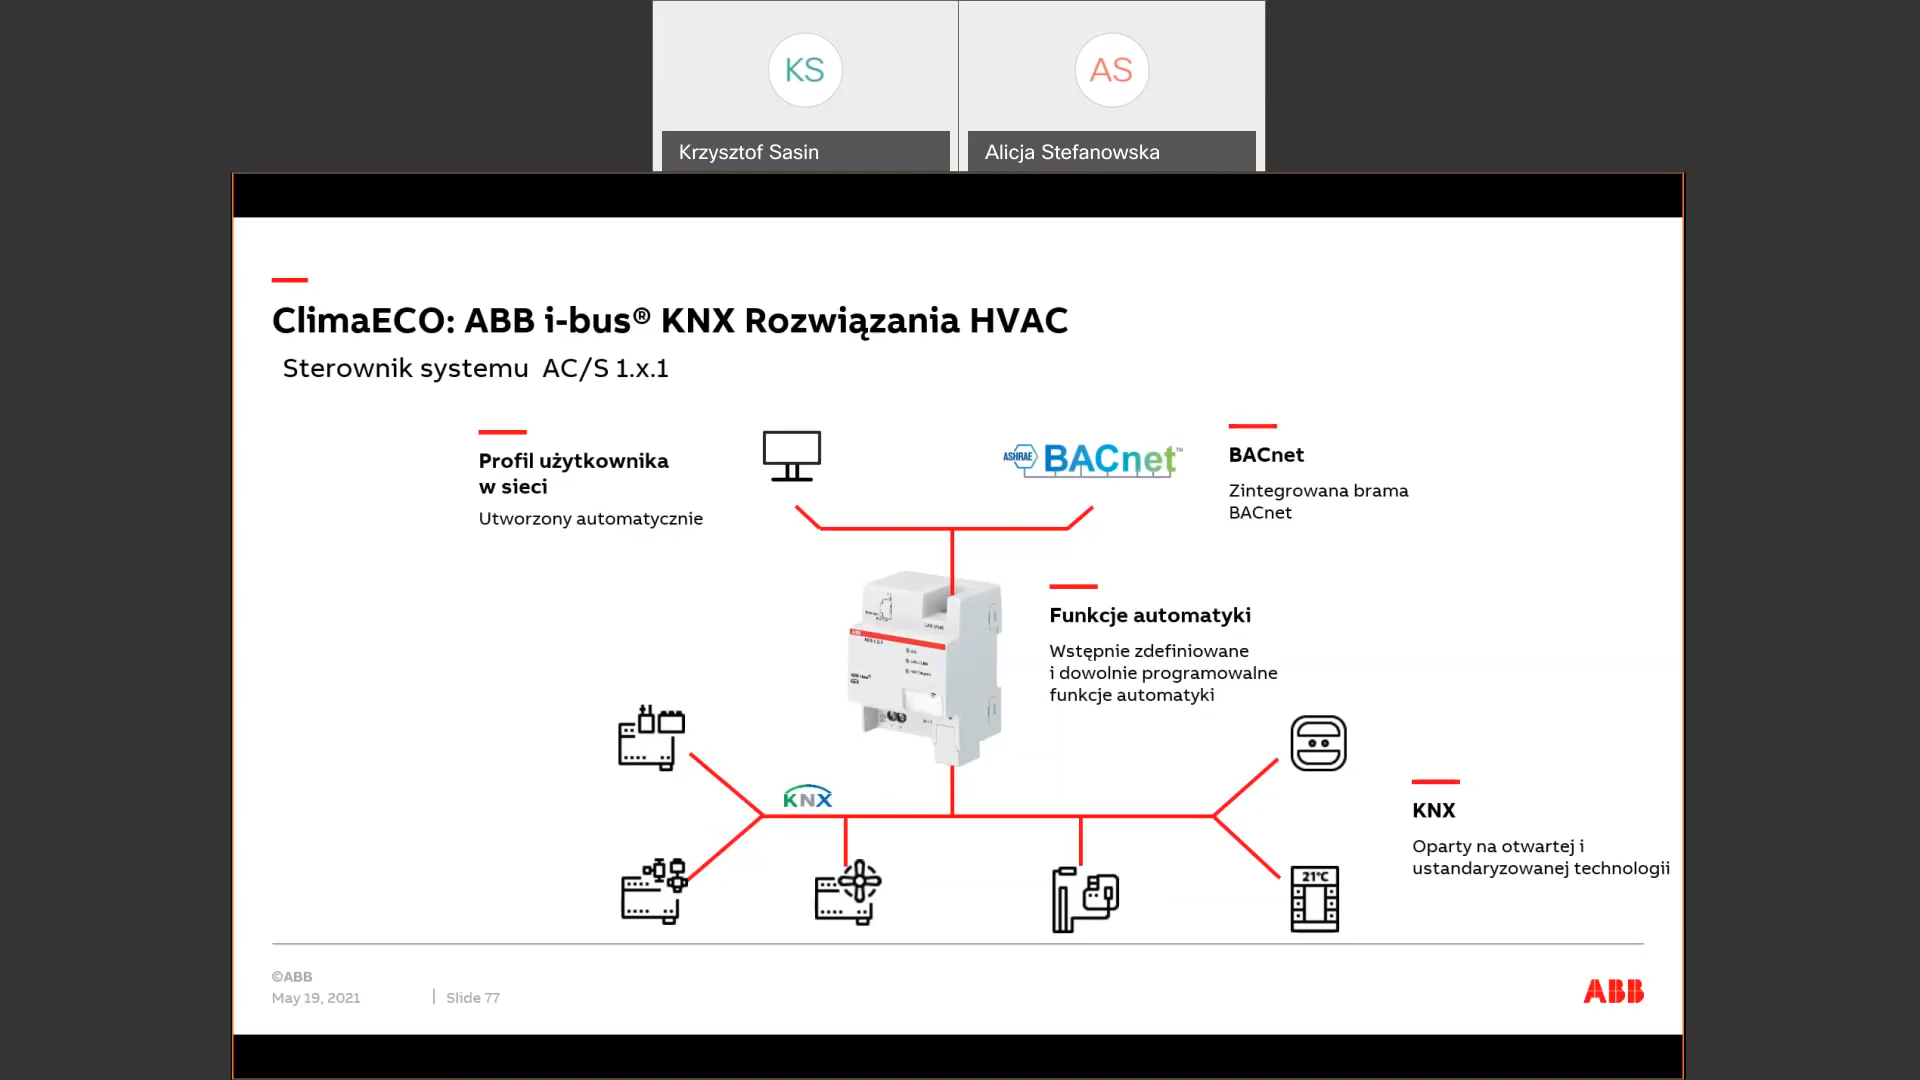 KS
AS
Krzysztof Sasin
Alicja Stefanowska
ClimaECO: ABB i-bus® KNX Rozwiązania HVAC
Sterownik systemu AC/S 1.x.1
Profil użytkownika
w sieci
Utworzony automatycznie
ASHRAE BACnet™
BACnet
Zintegrowana brama
BACnet
Funkcje automatyki
Wstępnie zdefiniowane
i dowolnie programowalne
funkcje automatyki
ABB
KNX
KNX
Oparty na otwartej i
ustandaryzowanej technologii
21°C
©ABB
May 19, 2021
Slide 77
ABB